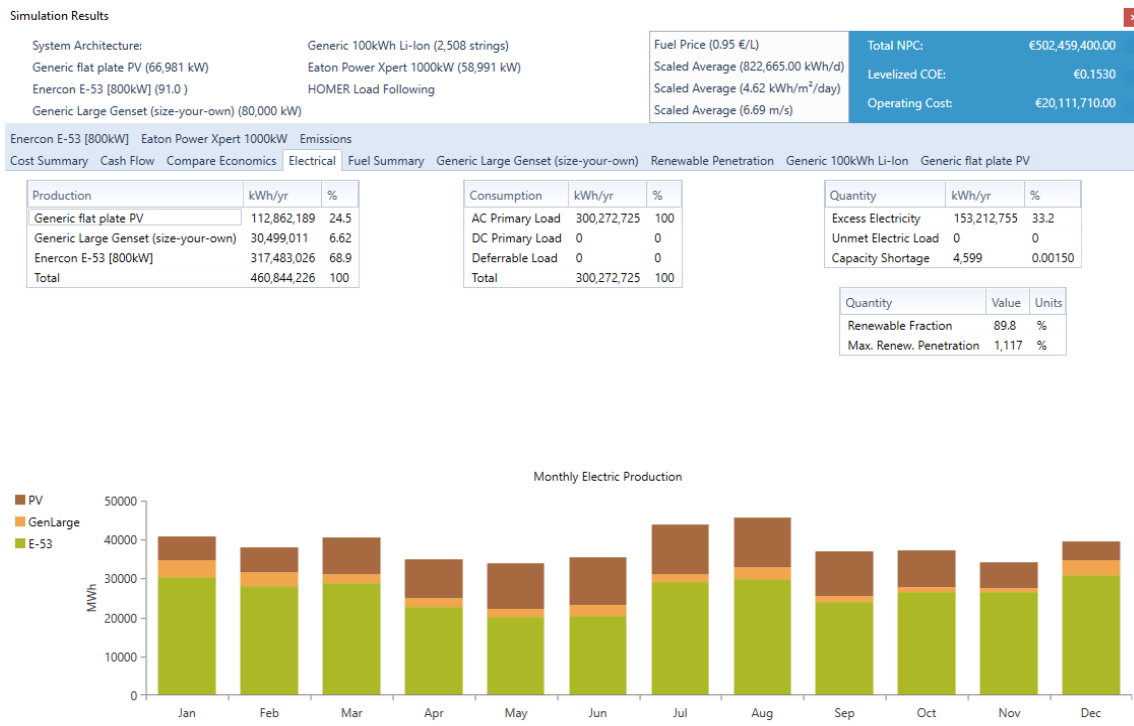 Simulation Results
System Architecture:
Generic flat plate PV (66,981 kW)
Enercon E-53 [800kW] (91.0 )
Generic Large Genset (size-your-own) (80,000 kW)
Generic 100kWh Li-Ion (2,508 strings)
Eaton Power Xpert 1000kW (58,991 kW)
HOMER Load Following
Fuel Price (0.95 €/L)
Scaled Average (822,665.00 kWh/d)
Scaled Average (4.62 kWh/m²/day)
Scaled Average (6.69 m/s)
Total NPC: €502,459,400.00
Levelized COE: €0.1530
Operating Cost: €20,111,710.00
Enercon E-53 [800kW] Eaton Power Xpert 1000kW Emissions
Cost Summary Cash Flow Compare Economics Electrical Fuel Summary Generic Large Genset (size-your-own) Renewable Penetration Generic 100kWh Li-Ion Generic flat plate PV
Production kWh/yr %
Generic flat plate PV 112,862,189 24.5
Generic Large Genset (size-your-own) 30,499,011 6.62
Enercon E-53 [800kW] 317,483,026 68.9
Total 460,844,226 100
Consumption kWh/yr %
AC Primary Load 300,272,725 100
DC Primary Load 0 0
Deferrable Load 0 0
Total 300,272,725 100
Quantity kWh/yr %
Excess Electricity 153,212,755 33.2
Unmet Electric Load 0 0
Capacity Shortage 4,599 0.00150
Quantity Value Units
Renewable Fraction 89.8 %
Max. Renew. Penetration 1,117 %
Monthly Electric Production
PV
GenLarge
E-53
MWh
50000
40000
30000
20000
10000
0
Jan Feb Mar Apr May Jun Jul Aug Sep Oct Nov Dec